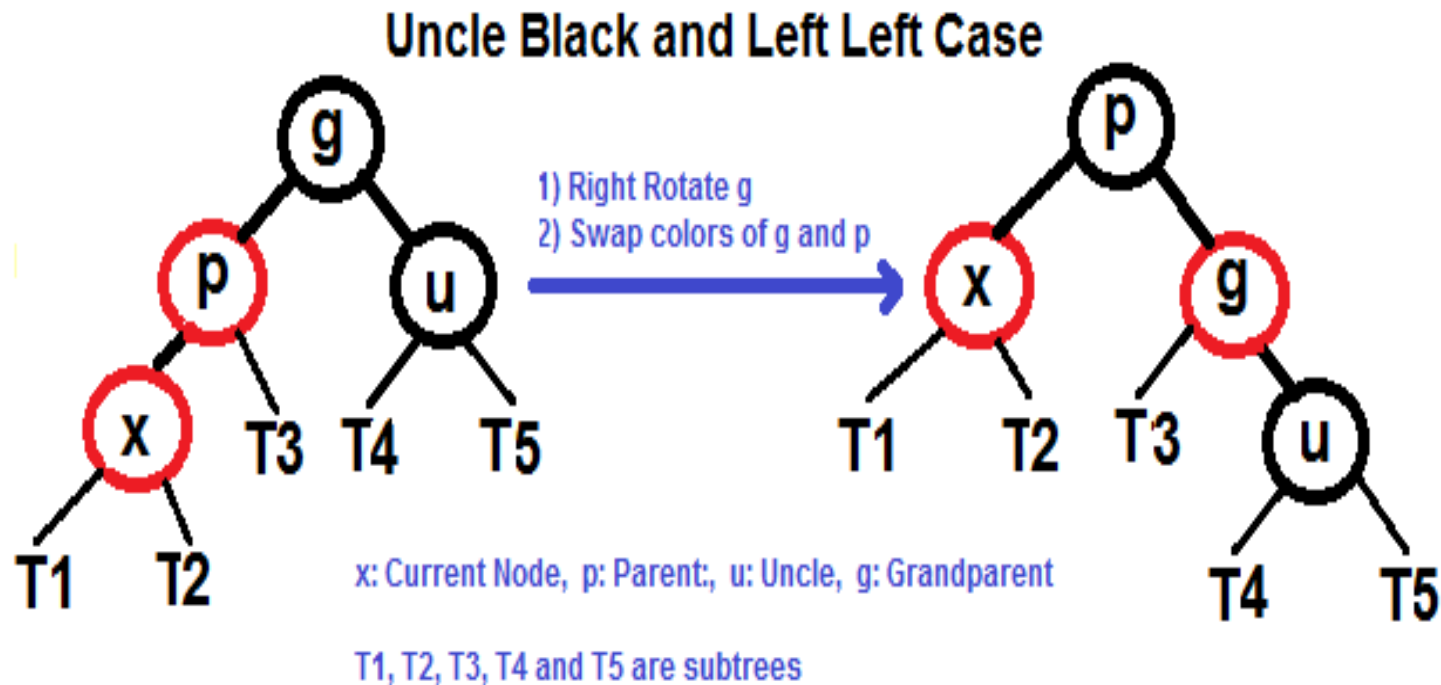 Uncle Black and Left Left Case
g
p
u
x
T3
T4
T5
T1
T2
1) Right Rotate g
2) Swap colors of g and p
p
x
g
T1
T2
T3
u
T4
T5
x: Current Node, p: Parent:, u: Uncle, g: Grandparent
T1, T2, T3, T4 and T5 are subtrees